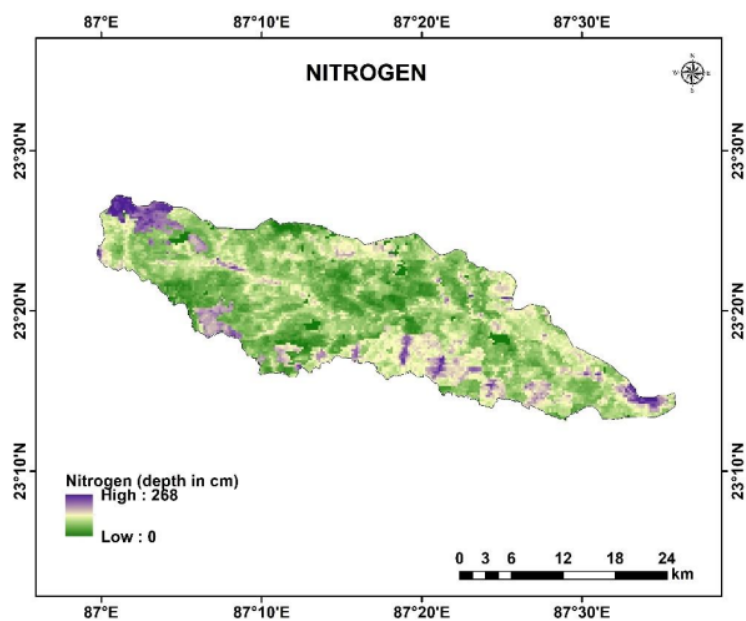 87°E 87°10'E 87°20'E 87°30'E
NITROGEN
N
W E
S
23°30'N 23°30'N
23°20'N 23°20'N
23°10'N 23°10'N
Nitrogen (depth in cm)
High : 268
Low : 0
0 3 6 12 18 24
km
87°E 87°10'E 87°20'E 87°30'E